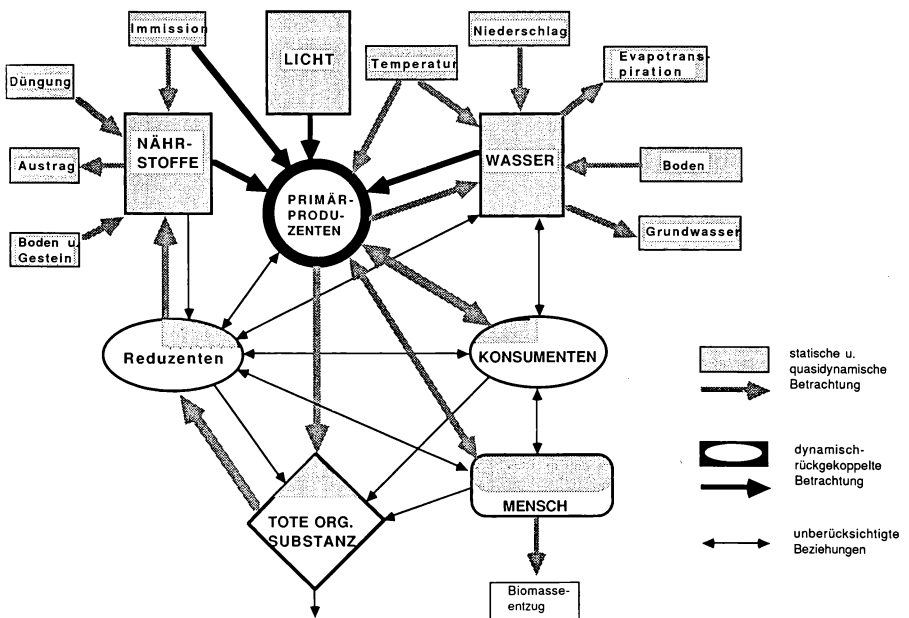 Immission
LICHT
Temperatur
Niederschlag
Evapotrans-
piration
Düngung
NÄHR-
STOFFE
WASSER
Austrag
Boden
PRIMÄR-
PRODU-
ZENTEN
Boden u.
Gestein
Grundwasser
Reduzenten
KONSUMENTEN
statische u.
quasidynamische
Betrachtung
dynamisch-
rückgekoppelte
Betrachtung
MENSCH
TOTE ORG.
SUBSTANZ
unberücksichtigte
Beziehungen
Biomasse-
entzug